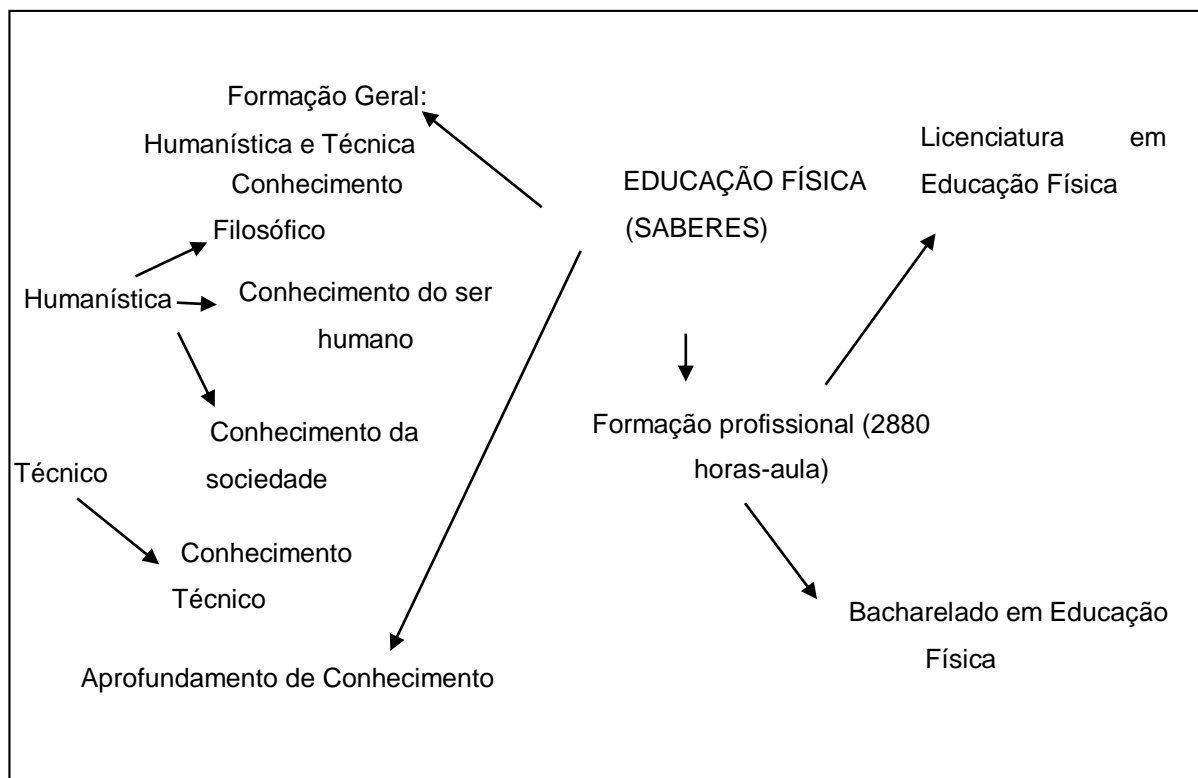 Formação Geral:
Humanística e Técnica
Conhecimento
Filosófico
Humanística
Conhecimento do ser
humano
Conhecimento da
sociedade
Técnico
Conhecimento
Técnico
Aprofundamento de Conhecimento
EDUCAÇÃO FÍSICA
(SABERES)
Formação profissional (2880
horas-aula)
Licenciatura em
Educação Física
Bacharelado em Educação
Física